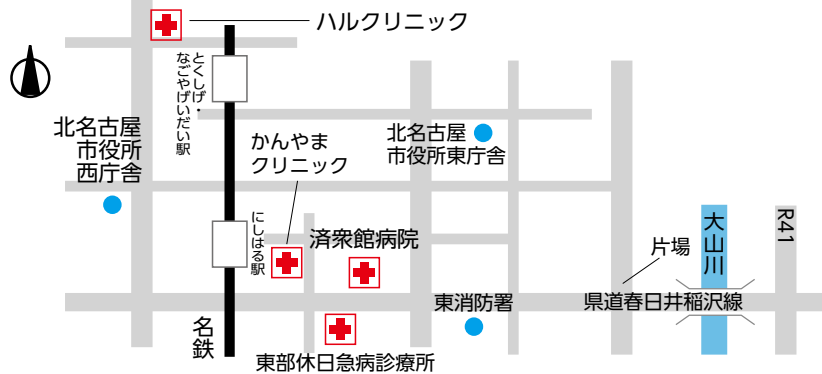 ハルクリニック
とくしげ・
なごやげいだい駅
北名古屋
市役所
西庁舎
かんやま
クリニック
北名古屋
市役所東庁舎
にしはる駅
済衆館病院
大山川
R41
片場
東消防署
県道春日井稲沢線
名鉄
東部休日急病診療所